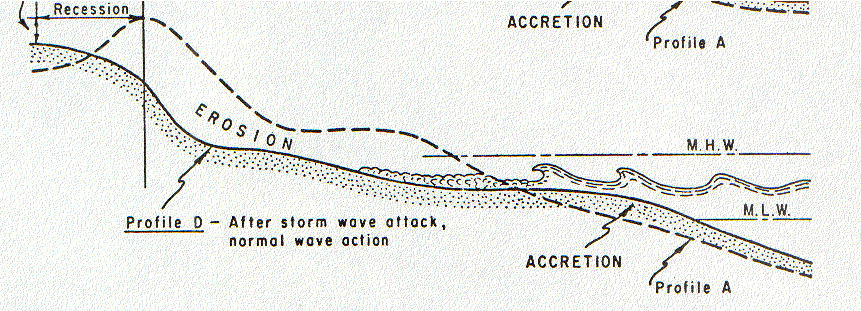 Recession
ACCRETION
Profile A
EROSION
M.H.W.
M.L.W.
Profile D – After storm wave attack,
normal wave action
ACCRETION
Profile A